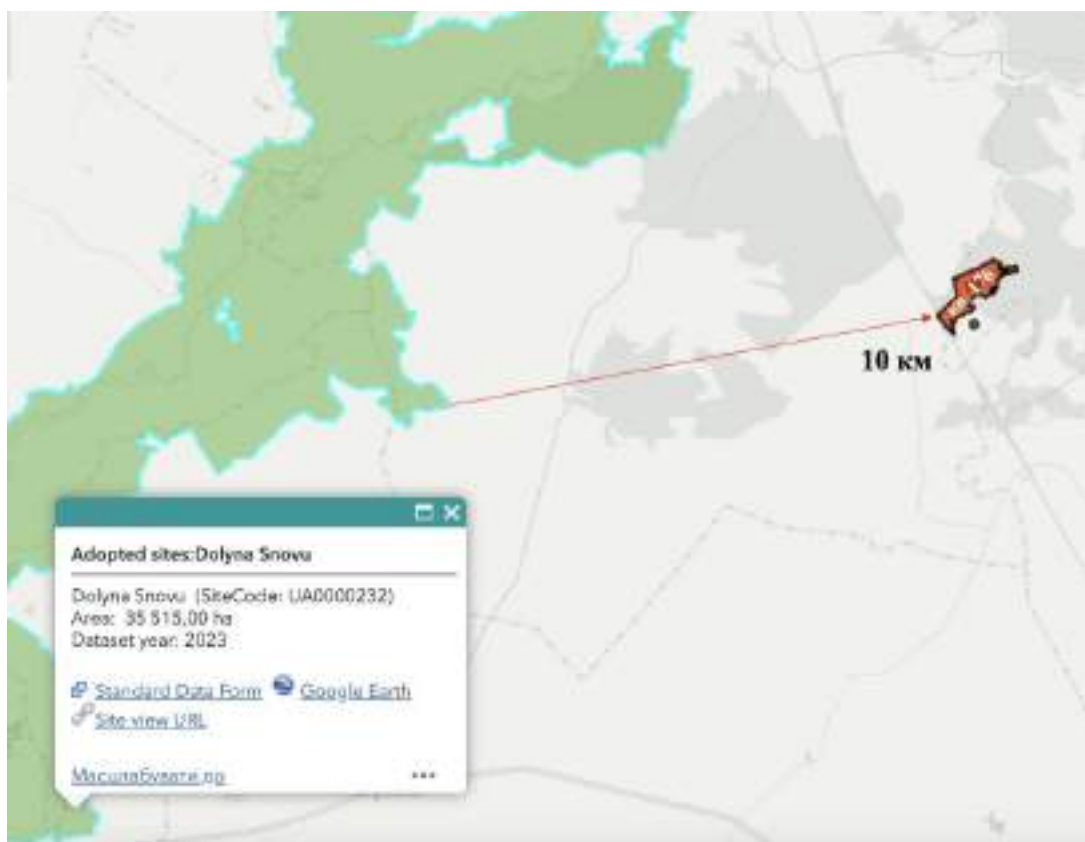 10 км
Adopted sites:Dolyna Snovu
Dolyna Snovu (SiteCode: UA0000232)
Area: 35 515,00 ha
Dataset year: 2023
Standard Data Form Google Earth
Site view URL
Масштабувати до